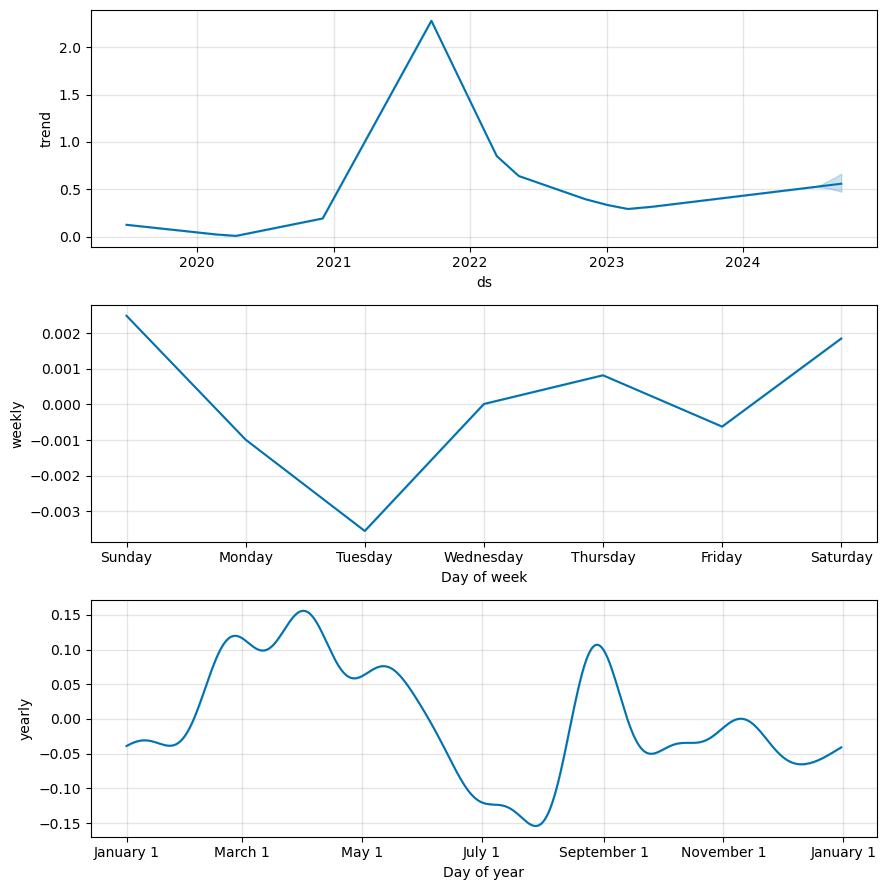 2.0
1.5
1.0
0.5
0.0
trend
2020 2021 2022 2023 2024
ds
0.002
0.001
0.000
−0.001
−0.002
−0.003
weekly
Sunday Monday Tuesday Wednesday Thursday Friday Saturday
Day of week
0.15
0.10
0.05
0.00
−0.05
−0.10
−0.15
yearly
January 1 March 1 May 1 July 1 September 1 November 1 January 1
Day of year